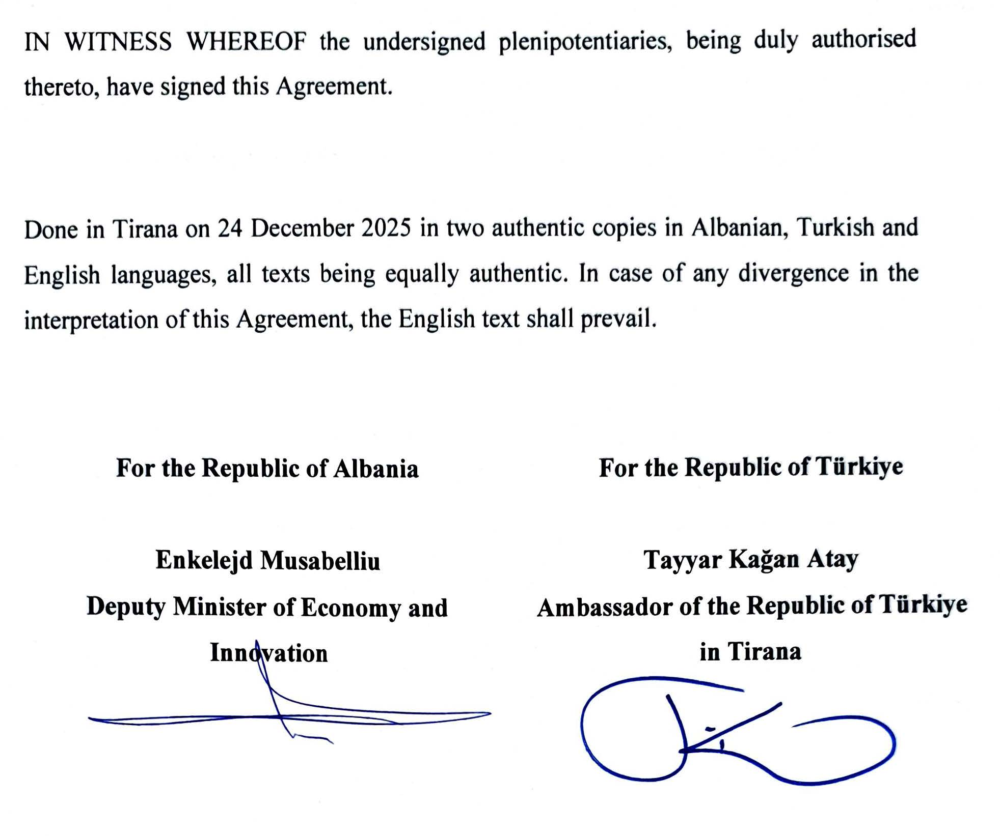 IN WITNESS WHEREOF the undersigned plenipotentiaries, being duly authorised
thereto, have signed this Agreement.
Done in Tirana on 24 December 2025 in two authentic copies in Albanian, Turkish and
English languages, all texts being equally authentic. In case of any divergence in the
interpretation of this Agreement, the English text shall prevail.
For the Republic of Albania
Enkelejd Musabelliu
Deputy Minister of Economy and
Innovation
For the Republic of Türkiye
Tayyar Kağan Atay
Ambassador of the Republic of Türkiye
in Tirana